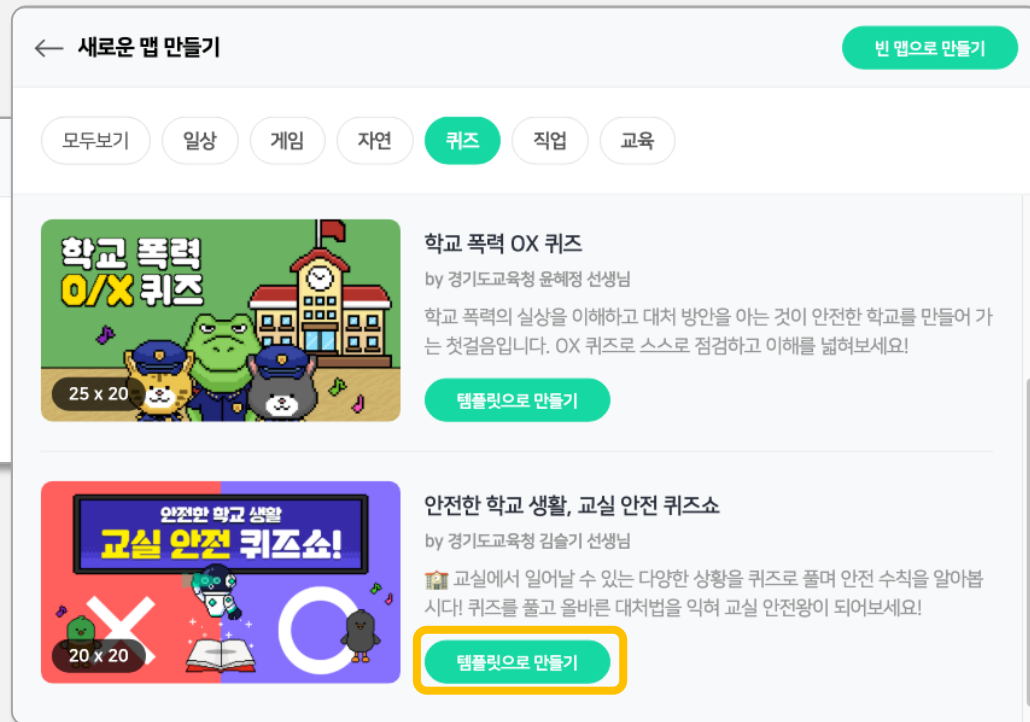 ← 새로운 맵 만들기
빈 맵으로 만들기
모두보기 일상 게임 자연 퀴즈 직업 교육
학교 폭력
O/X 퀴즈
25 x 20
학교 폭력 OX 퀴즈
by 경기도교육청 윤혜정 선생님
학교 폭력의 실상을 이해하고 대처 방안을 아는 것이 안전한 학교를 만들어 가
는 첫걸음입니다. OX 퀴즈로 스스로 점검하고 이해를 넓혀보세요!
템플릿으로 만들기
안전한 학교 생활
교실 안전 퀴즈쇼!
20 x 20
안전한 학교 생활, 교실 안전 퀴즈쇼
by 경기도교육청 김슬기 선생님
🏫 교실에서 일어날 수 있는 다양한 상황을 퀴즈로 풀며 안전 수칙을 알아봅
시다! 퀴즈를 풀고 올바른 대처법을 익혀 교실 안전왕이 되어보세요!
템플릿으로 만들기